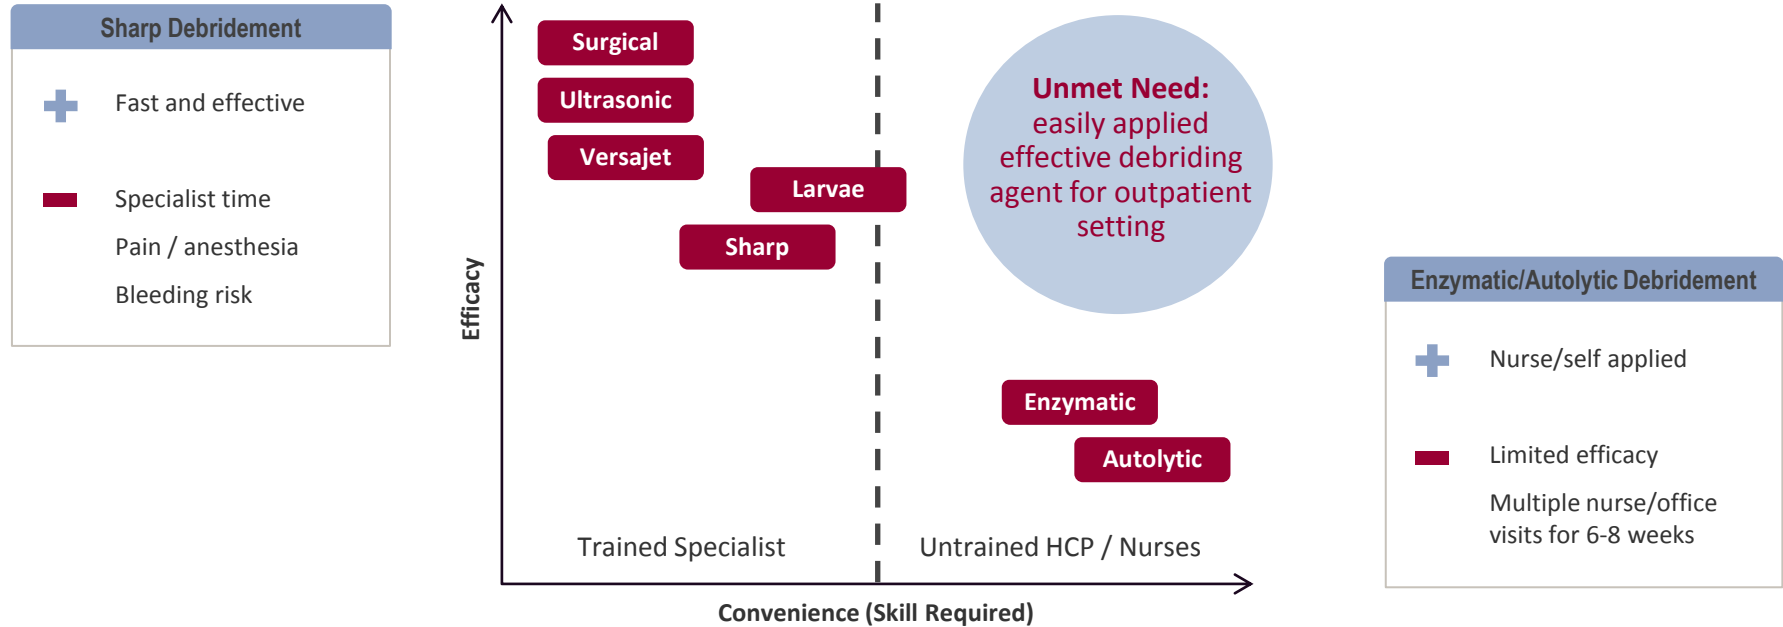 Sharp Debridement
Fast and effective
Specialist time
Pain / anesthesia
Bleeding risk
Efficacy
Surgical
Ultrasonic
Versajet
Larvae
Sharp
Unmet Need:
easily applied
effective debriding
agent for outpatient
setting
Enzymatic
Autolytic
Trained Specialist
Untrained HCP / Nurses
Convenience (Skill Required)
Enzymatic/Autolytic Debridement
Nurse/self applied
Limited efficacy
Multiple nurse/office
visits for 6-8 weeks